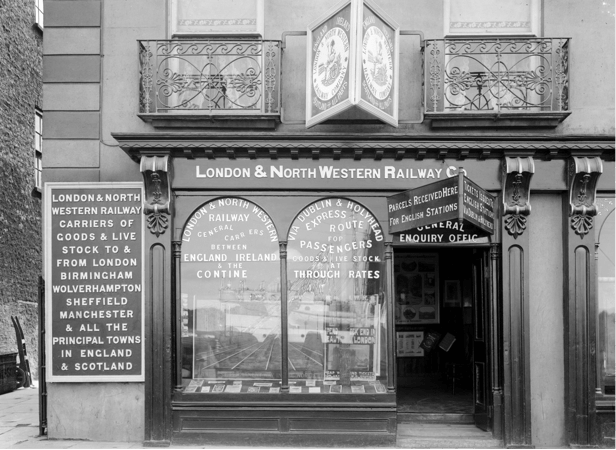 LONDON & NORTH WESTERN RAILWAY Co
LONDON & NORTH
WESTERN RAILWAY
CARRIERS OF
GOODS & LIVE
STOCK TO &
FROM LONDON
BIRMINGHAM
WOLVERHAMPTON
SHEFFIELD
MANCHESTER
& ALL THE
PRINCIPAL TOWNS
IN ENGLAND
& SCOTLAND
LONDON & NORTH WESTERN
RAILWAY
GENERAL CARRIERS
BETWEEN
ENGLAND IRELAND
& THE
CONTINE
VIA DUBLIN & HOLYHEAD
EXPRESS
ROUTE
FOR
PASSENGERS
GOODS & LIVE STOCK
AT
THROUGH RATES
PARCELS RECEIVED HERE
FOR ENGLISH STATIONS
GENERAL
ENQUIRY OFFIC